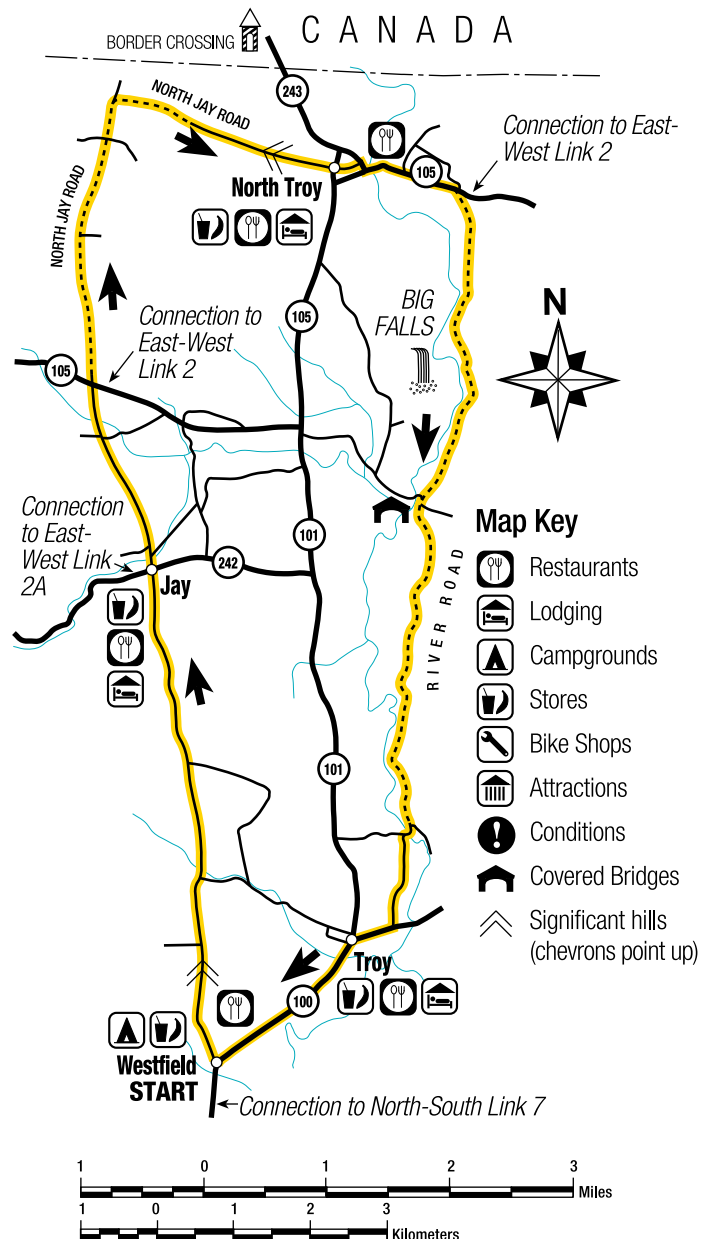 CANADA
BORDER CROSSING
243
NORTH JAY ROAD
Connection to East-
West Link 2
105
North Troy
NORTH JAY ROAD
BIG
FALLS
N
105
Connection to
East-West
Link 2
105
Connection
to East-
West Link
2A
101
242
Jay
RIVER ROAD
Map Key
Restaurants
Lodging
Campgrounds
Stores
Bike Shops
Attractions
Conditions
Covered Bridges
Significant hills
(chevrons point up)
101
Troy
100
Westfield
START
Connection to North-South Link 7
1 0 1 2 3
Miles
1 0 1 2 3
Kilometers